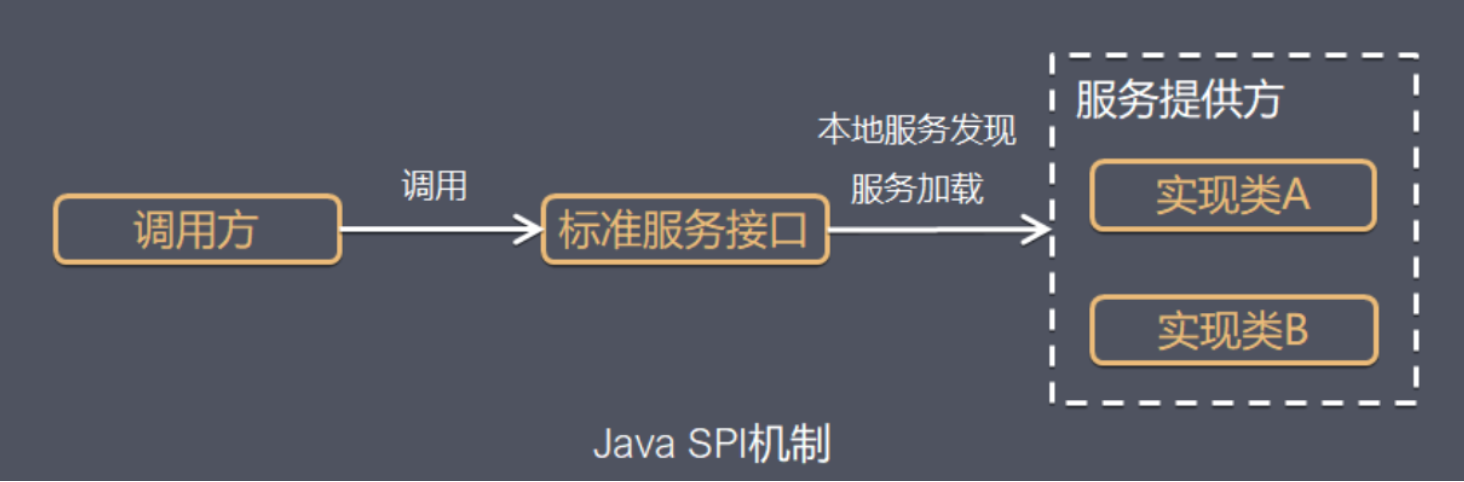 调用方
调用
标准服务接口
本地服务发现
服务加载
服务提供方
实现类A
实现类B
Java SPI机制